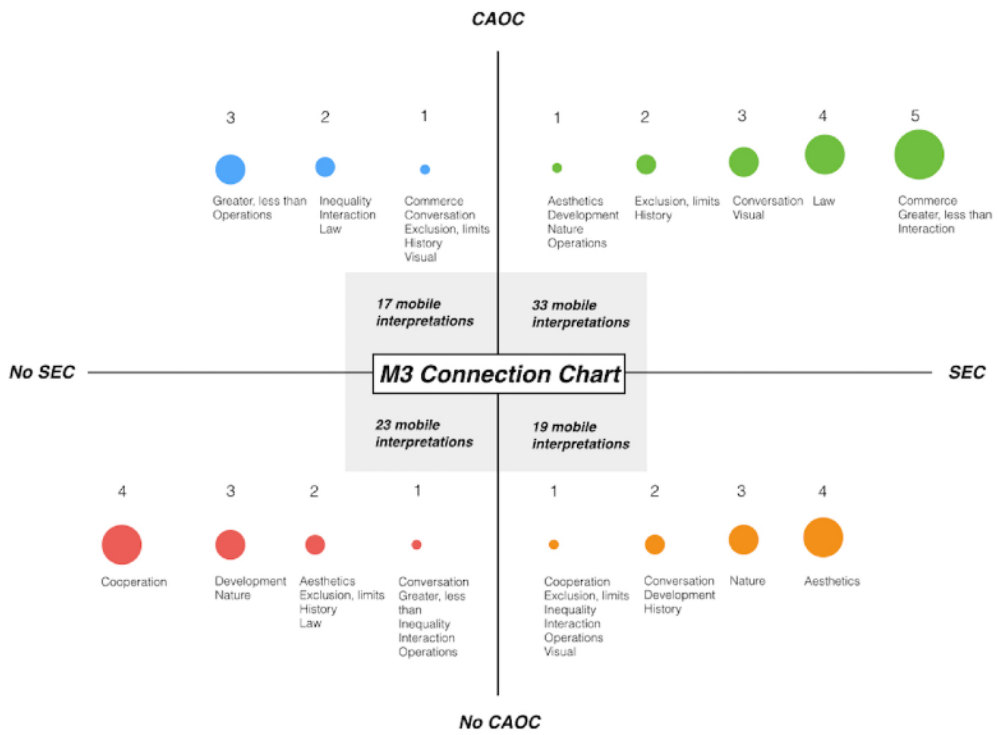 CAOC
3 2 1 1 2 3 4 5
Greater, less than
Operations
Inequality
Interaction
Law
Commerce
Conversation
Exclusion, limits
History
Visual
Aesthetics
Development
Nature
Operations
Exclusion, limits
History
Conversation
Visual
Law
Commerce
Greater, less than
Interaction
17 mobile
interpretations
33 mobile
interpretations
No SEC
M3 Connection Chart
SEC
23 mobile
interpretations
19 mobile
interpretations
4 3 2 1 1 2 3 4
Cooperation
Development
Nature
Aesthetics
Exclusion, limits
History
Law
Conversation
Greater, less
than
Inequality
Interaction
Operations
Cooperation
Exclusion, limits
Inequality
Interaction
Operations
Visual
Conversation
Development
History
Nature
Aesthetics
No CAOC